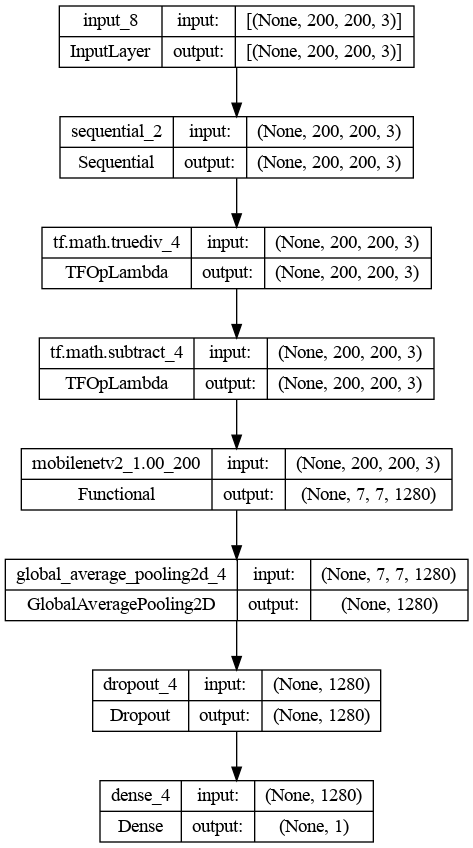 input_8 input: [(None, 200, 200, 3)]
InputLayer output: [(None, 200, 200, 3)]
sequential_2 input: (None, 200, 200, 3)
Sequential output: (None, 200, 200, 3)
tf.math.truediv_4 input: (None, 200, 200, 3)
TFOpLambda output: (None, 200, 200, 3)
tf.math.subtract_4 input: (None, 200, 200, 3)
TFOpLambda output: (None, 200, 200, 3)
mobilenetv2_1.00_200 input: (None, 200, 200, 3)
Functional output: (None, 7, 7, 1280)
global_average_pooling2d_4 input: (None, 7, 7, 1280)
GlobalAveragePooling2D output: (None, 1280)
dropout_4 input: (None, 1280)
Dropout output: (None, 1280)
dense_4 input: (None, 1280)
Dense output: (None, 1)